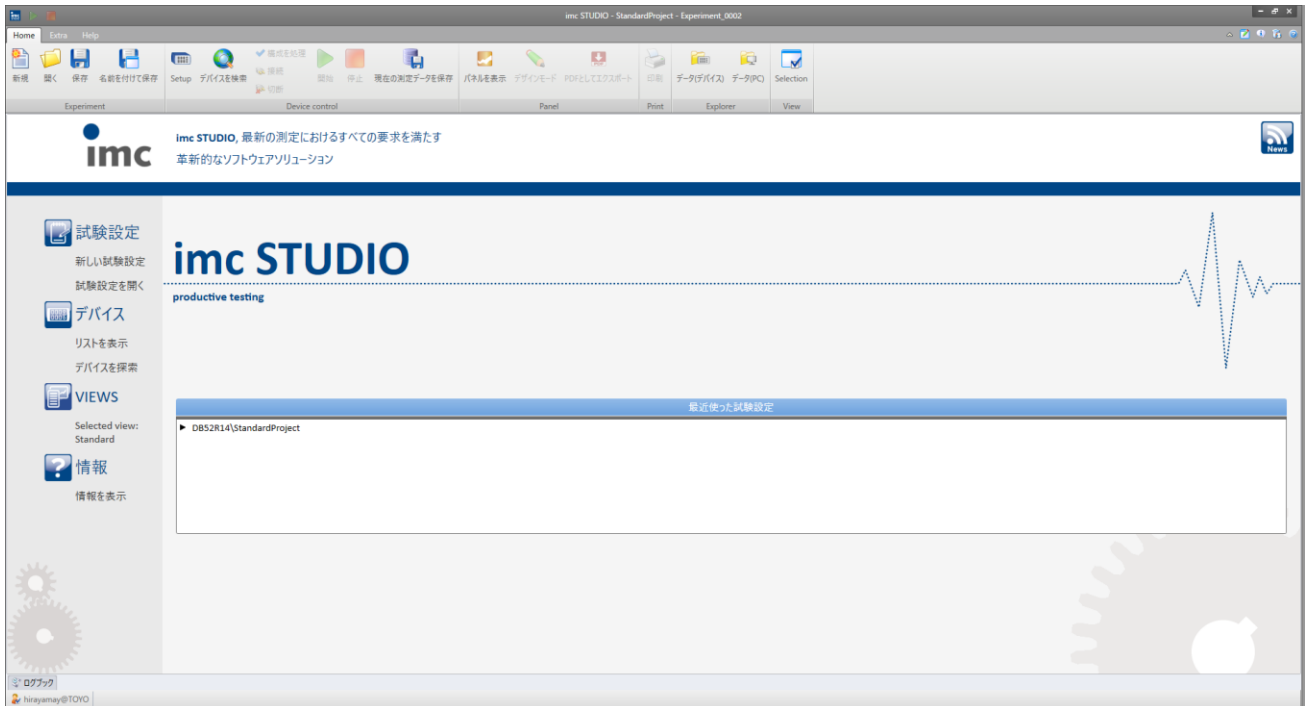 imc STUDIO - StandardProject - Experiment_0002
Home Extra Help
新規 開く 保存 名前を付けて保存 Setup デバイスを検索 構成を処理 接続 切断 開始 停止 現在の測定データを保存 パネルを表示 デザインモード PDFとしてエクスポート 印刷 データ(デバイス) データ(PC) Selection
Experiment Device control Panel Print Explorer View
imc
imc STUDIO, 最新の測定におけるすべての要求を満たす
革新的なソフトウェアソリューション
News
試験設定
新しい試験設定
試験設定を開く
デバイス
リストを表示
デバイスを探索
VIEWS
Selected view:
Standard
情報
情報を表示
imc STUDIO
productive testing
最近使った試験設定
DB52R14\StandardProject
ログブック
hirayamay@TOYO